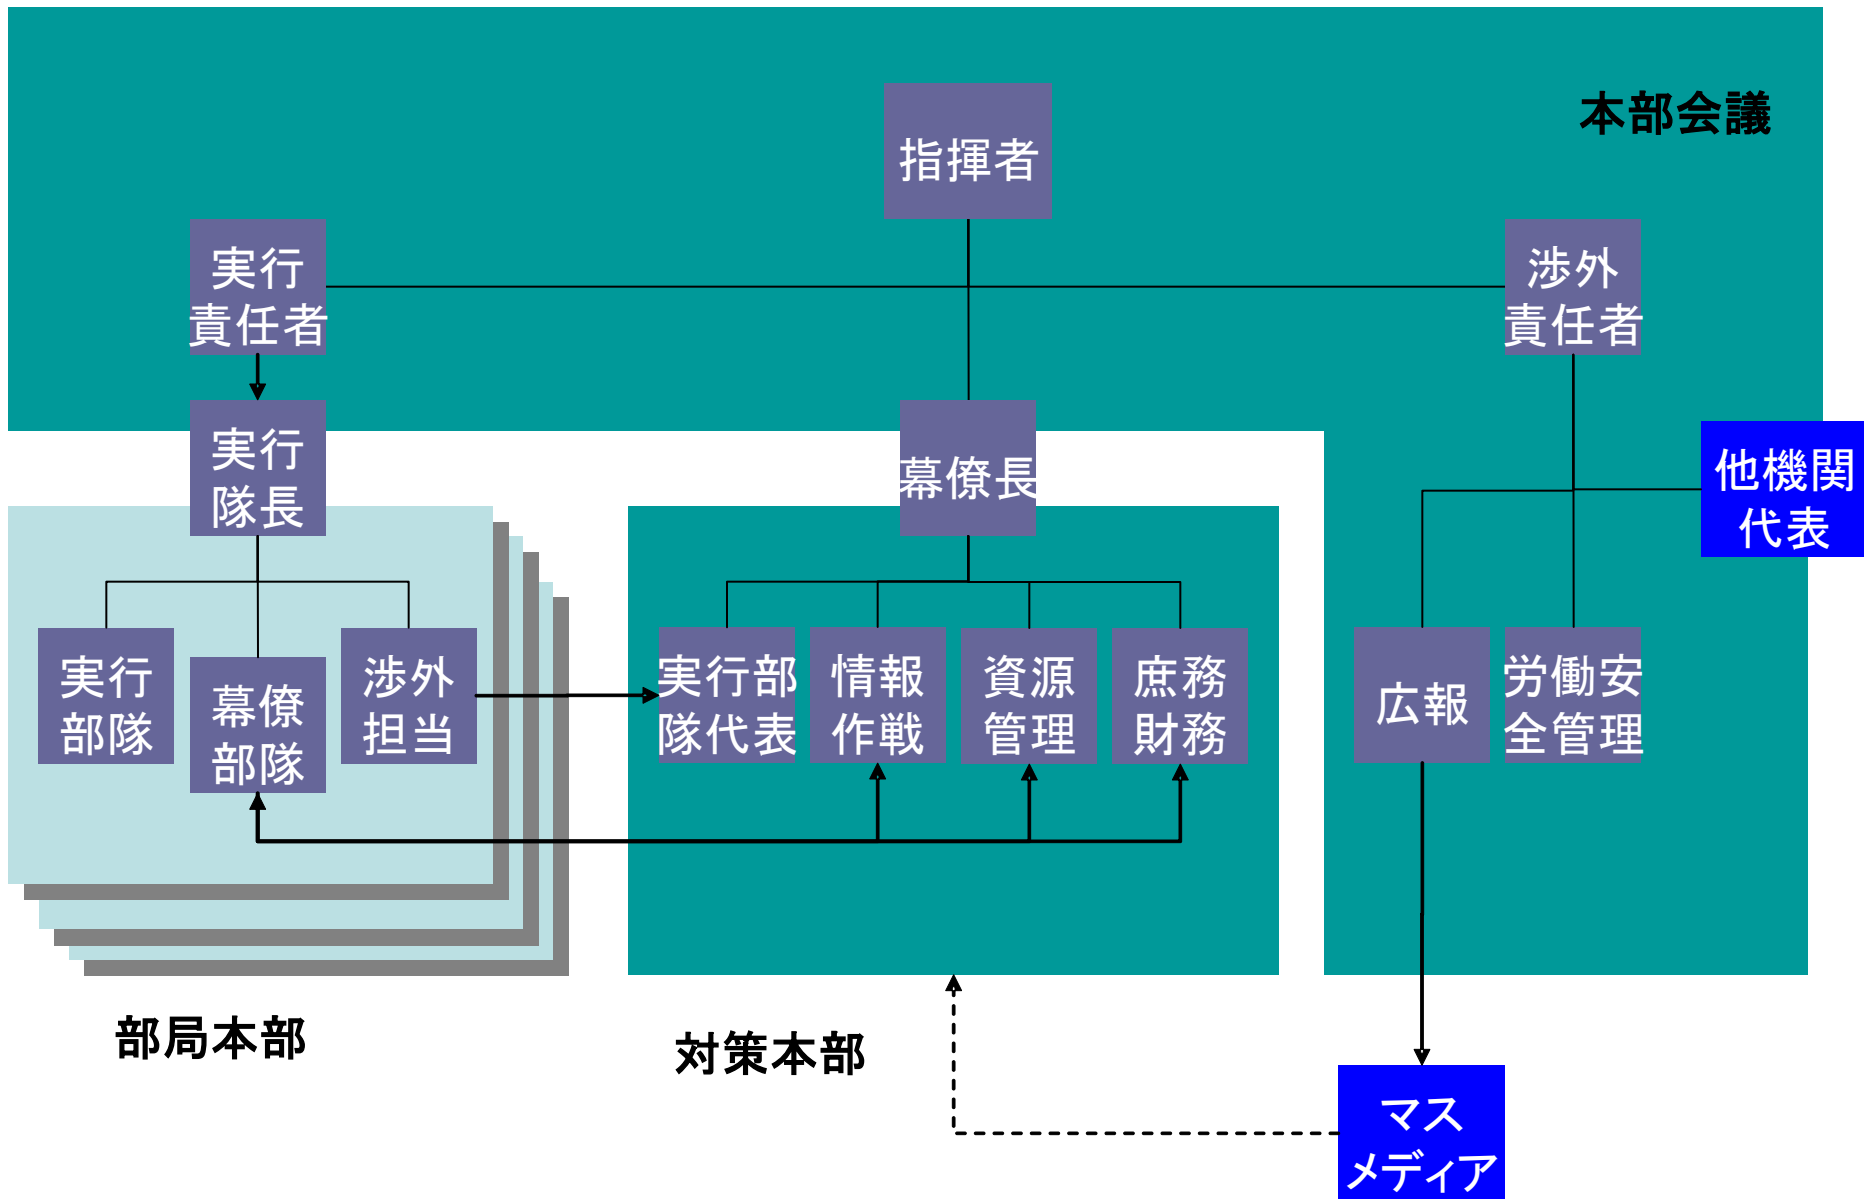 本部会議
指揮者
実行
責任者
渉外
責任者
実行
隊長
幕僚長
他機関
代表
実行
部隊
幕僚
部隊
渉外
担当
実行部
隊代表
情報
作戦
資源
管理
庶務
財務
広報
労働安
全管理
部局本部
対策本部
マス
メディア